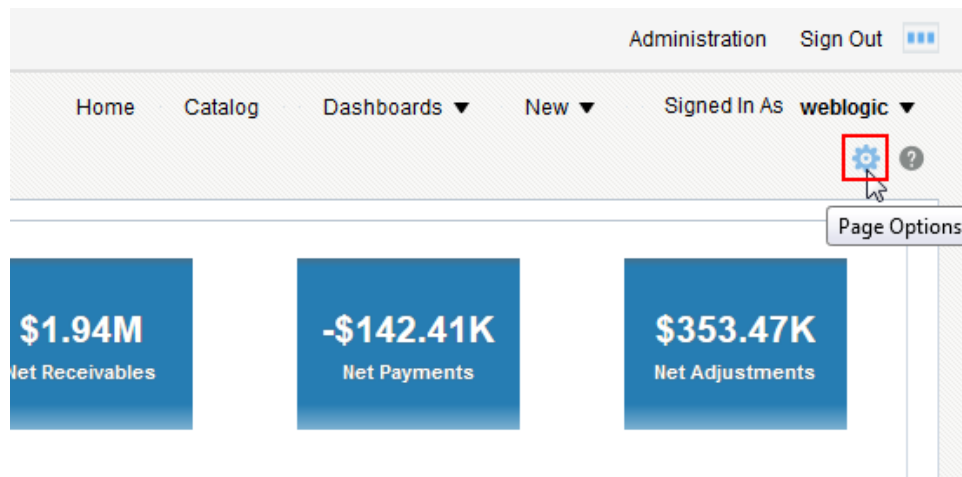 Administration Sign Out
Home Catalog Dashboards New Signed In As weblogic
?
Page Options
$1.94M -$142.41K $353.47K
Net Receivables Net Payments Net Adjustments